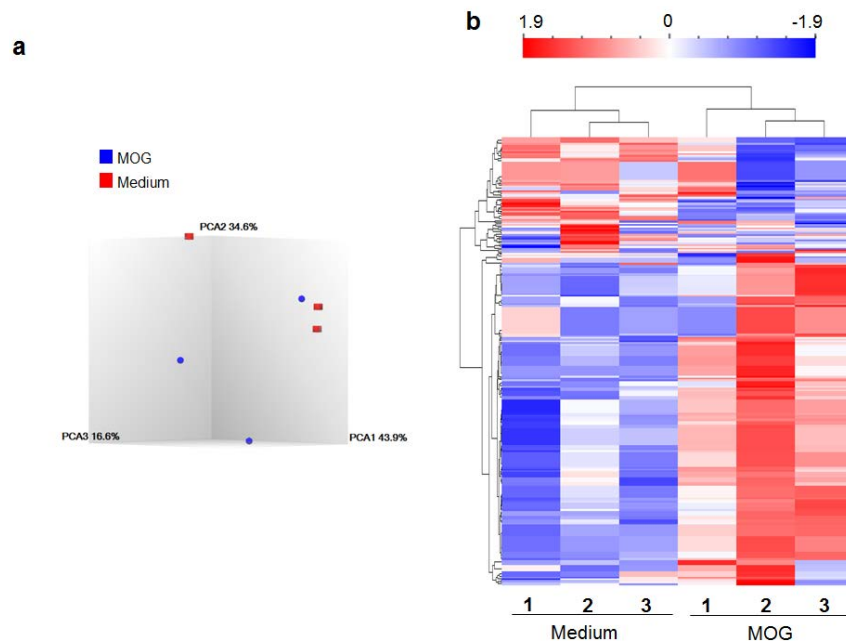 a
MOG
Medium
PCA2 34.6%
PCA3 16.6%
PCA1 43.9%
b
1.9 0 -1.9
1 2 3 1 2 3
Medium MOG